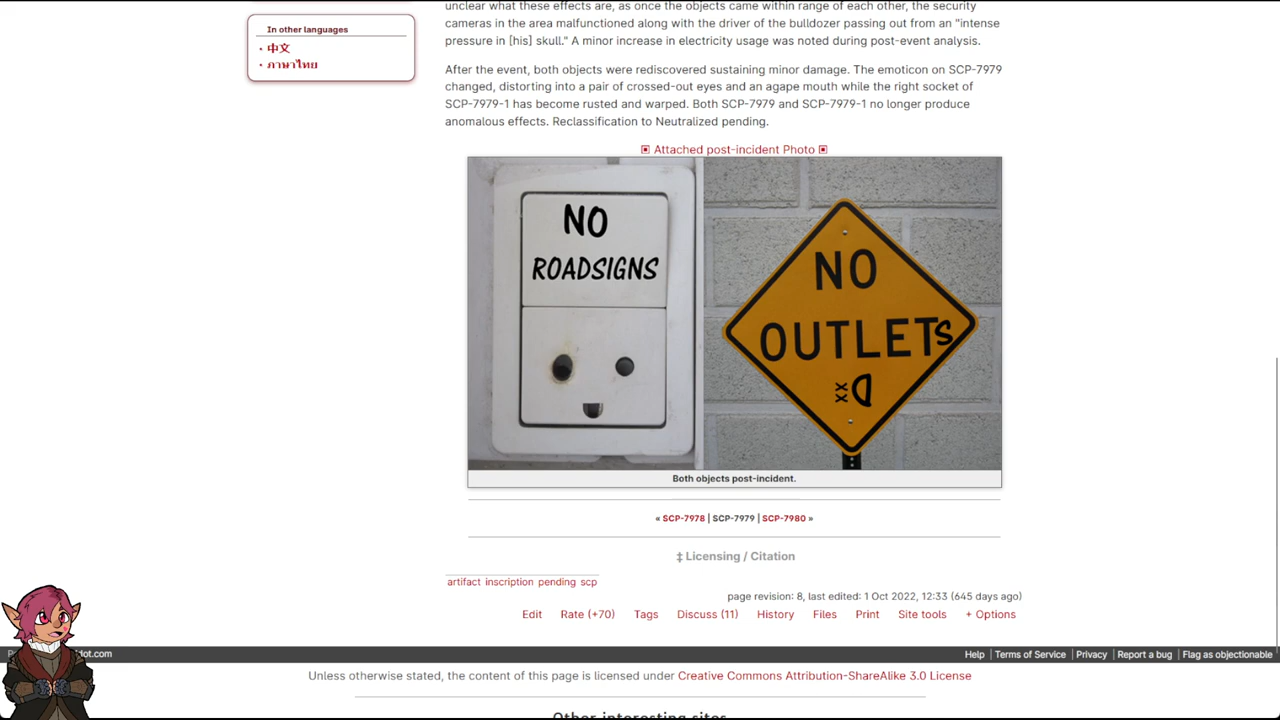 In other languages
中文
ภาษาไทย
unclear what these effects are, as once the objects came within range of each other, the security
cameras in the area malfunctioned along with the driver of the bulldozer passing out from an "intense
pressure in [his] skull." A minor increase in electricity usage was noted during post-event analysis.
After the event, both objects were rediscovered sustaining minor damage. The emoticon on SCP-7979
changed, distorting into a pair of crossed-out eyes and an agape mouth while the right socket of
SCP-7979-1 has become rusted and warped. Both SCP-7979 and SCP-7979-1 no longer produce
anomalous effects. Reclassification to Neutralized pending.
▣ Attached post-incident Photo ▣
NO
ROADSIGNS
NO
OUTLETS
XXD
Both objects post-incident.
« SCP-7978 | SCP-7979 | SCP-7980 »
‡ Licensing / Citation
artifact inscription pending scp
page revision: 8, last edited: 1 Oct 2022, 12:33 (645 days ago)
Edit Rate (+70) Tags Discuss (11) History Files Print Site tools + Options
dot.com Help | Terms of Service | Privacy | Report a bug | Flag as objectionable
Unless otherwise stated, the content of this page is licensed under Creative Commons Attribution-ShareAlike 3.0 License
Other interesting sites